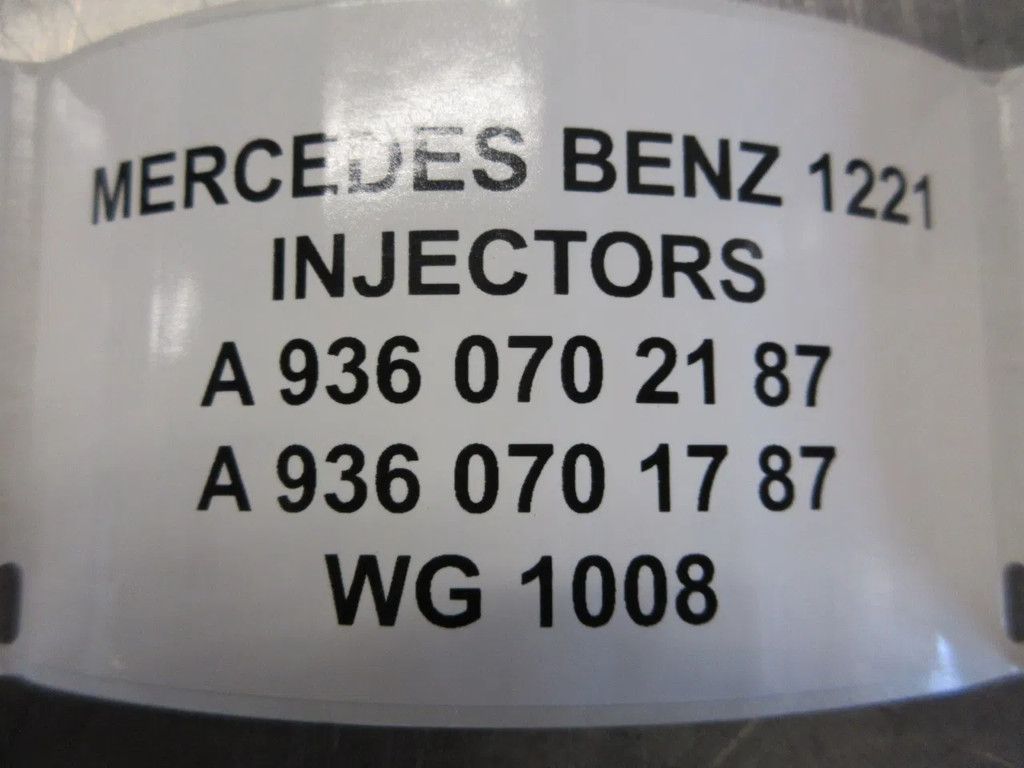 MERCEDES BENZ 1221
INJECTORS
A 936 070 21 87
A 936 070 17 87
WG 1008